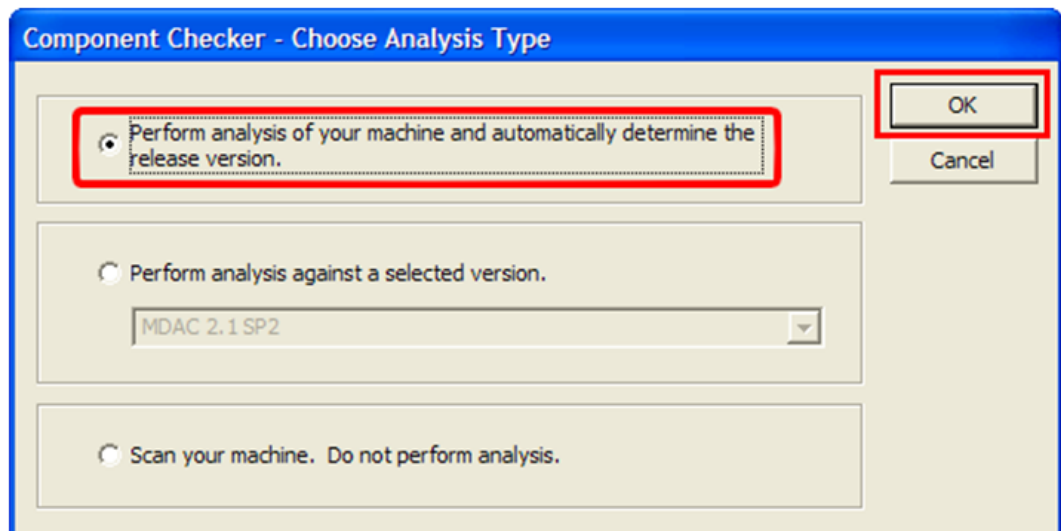 Component Checker - Choose Analysis Type
Perform analysis of your machine and automatically determine the
release version.
OK
Cancel
Perform analysis against a selected version.
MDAC 2.1 SP2
Scan your machine.  Do not perform analysis.